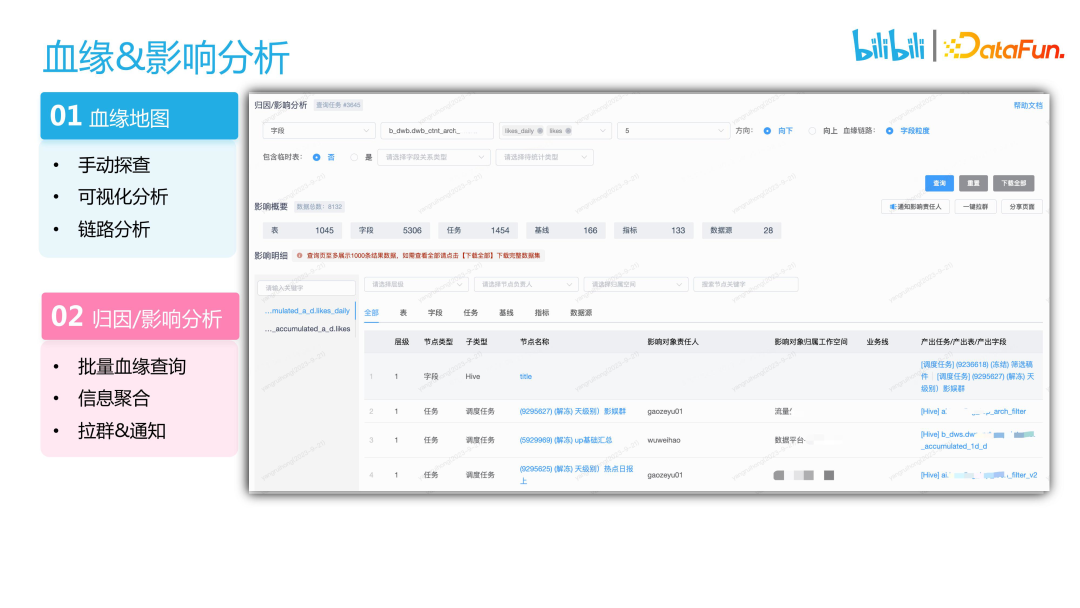 血缘&影响分析
bilibili
DataFun.
01 血缘地图
• 手动探查
• 可视化分析
• 链路分析
02 归因/影响分析
• 批量血缘查询
• 信息聚合
• 拉群&通知
归因/影响分析 查询任务 #3645 帮助文档
字段 b_dwb.dwb_ctnt_arch_ likes_daily likes 5 方向: 向下 向上 血缘链路: 字段粒度
包含临时表: 否 是 请选择字段关系类型 请选择待统计类型
查询 重置 下载全部
影响概要 数据总数: 8132 通知影响责任人 一键拉群 分享页面
表 1045 字段 5306 任务 1454 基线 166 指标 133 数据源 28
影响明细 查询页至多展示1000条结果数据，如需查看全部请点击【下载全部】下载完整数据集
请输入关键字 请选择层级 请选择节点负责人 请选择归属空间 搜索节点关键字
...mulated_a_d.likes_daily
..._accumulated_a_d.likes
全部 表 字段 任务 基线 指标 数据源
层级 节点类型 子类型 节点名称 影响对象责任人 影响对象归属工作空间 业务线 产出任务/产出表/产出字段
1 1 字段 Hive title [调度任务] (9236618) (冻结) 筛选稿
件 [调度任务] (9295627) (解冻) 天
级别）影娱群
2 1 任务 调度任务 (9295627) (解冻) 天级别）影娱群 gaozeyu01 流量 [Hive] a p_arch_filter
3 1 任务 调度任务 (5929969) (解冻) up基础汇总 wuweihao 数据平台- [Hive] b_dws.dw
_accumulated_1d_d
4 1 任务 调度任务 (9295625) (解冻) 天级别）热点日报
上 gaozeyu01 [Hive] a _filter_v2